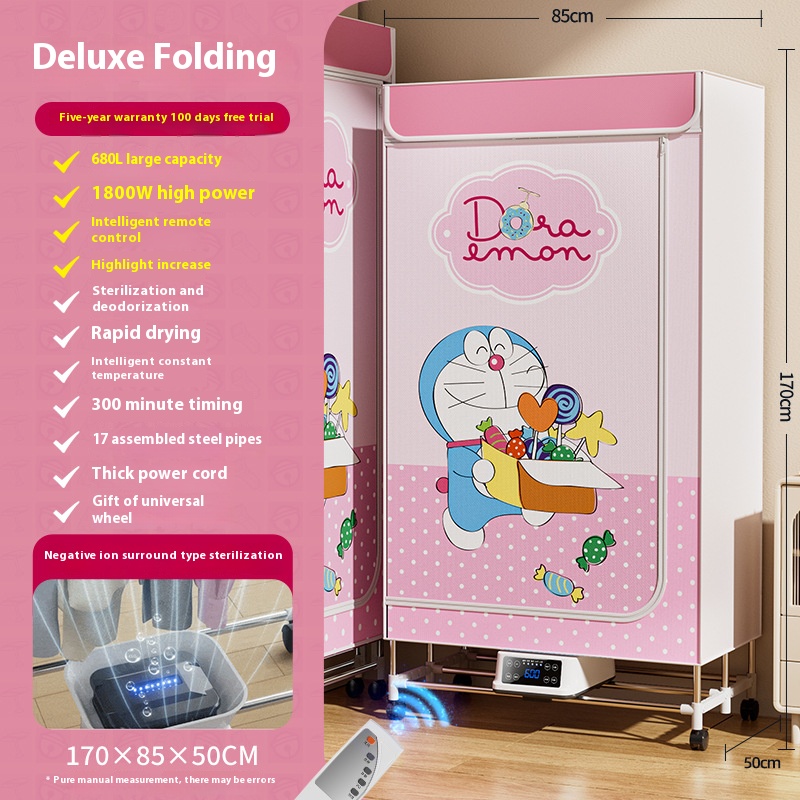 Deluxe Folding
Five-year warranty 100 days free trial
680L large capacity
1800W high power
Intelligent remote
control
Highlight increase
Sterilization and
deodorization
Rapid drying
Intelligent constant
temperature
300 minute timing
17 assembled steel pipes
Thick power cord
Gift of universal
wheel
Negative ion surround type sterilization
170×85×50CM
* Pure manual measurement, there may be errors
85cm
Dora
emon
170cm
600
50cm